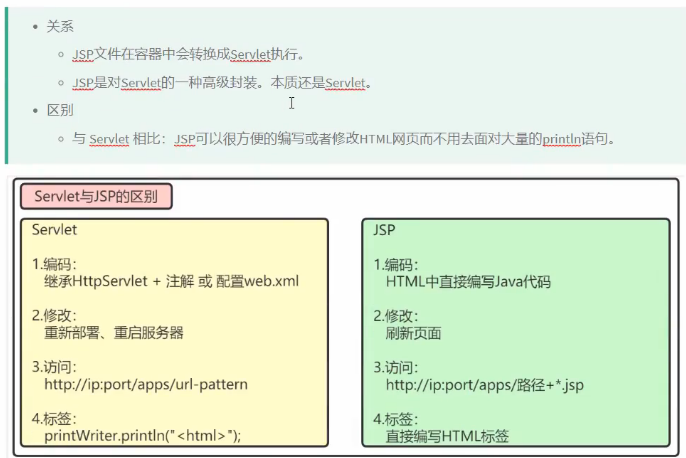 关系
JSP文件在容器中会转换成Servlet执行。
JSP是对Servlet的一种高级封装。本质还是Servlet。
区别
与 Servlet 相比：JSP可以很方便的编写或者修改HTML网页而不用去面对大量的println语句。
Servlet与JSP的区别
Servlet
1.编码：
继承HttpServlet + 注解 或 配置web.xml
2.修改：
重新部署、重启服务器
3.访问：
http://ip:port/apps/url-pattern
4.标签：
printWriter.println("<html>");
JSP
1.编码：
HTML中直接编写Java代码
2.修改：
刷新页面
3.访问：
http://ip:port/apps/路径+*.jsp
4.标签：
直接编写HTML标签